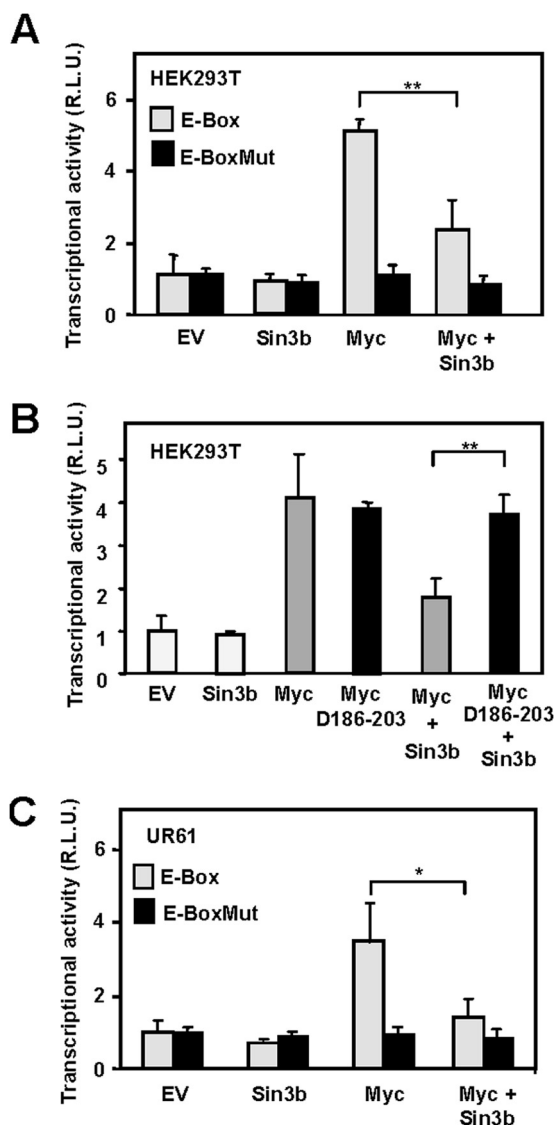 A
Transcriptional activity (R.L.U.)
HEK293T
E-Box
E-BoxMut
**
6
4
2
0
EV
Sin3b
Myc
Myc +
Sin3b
B
Transcriptional activity (R.L.U.)
HEK293T
**
5
4
3
2
1
0
EV
Sin3b
Myc
Myc
D186-203
Myc
+
Sin3b
Myc
D186-203
+
Sin3b
C
Transcriptional activity (R.L.U.)
UR61
E-Box
E-BoxMut
*
6
4
2
0
EV
Sin3b
Myc
Myc +
Sin3b